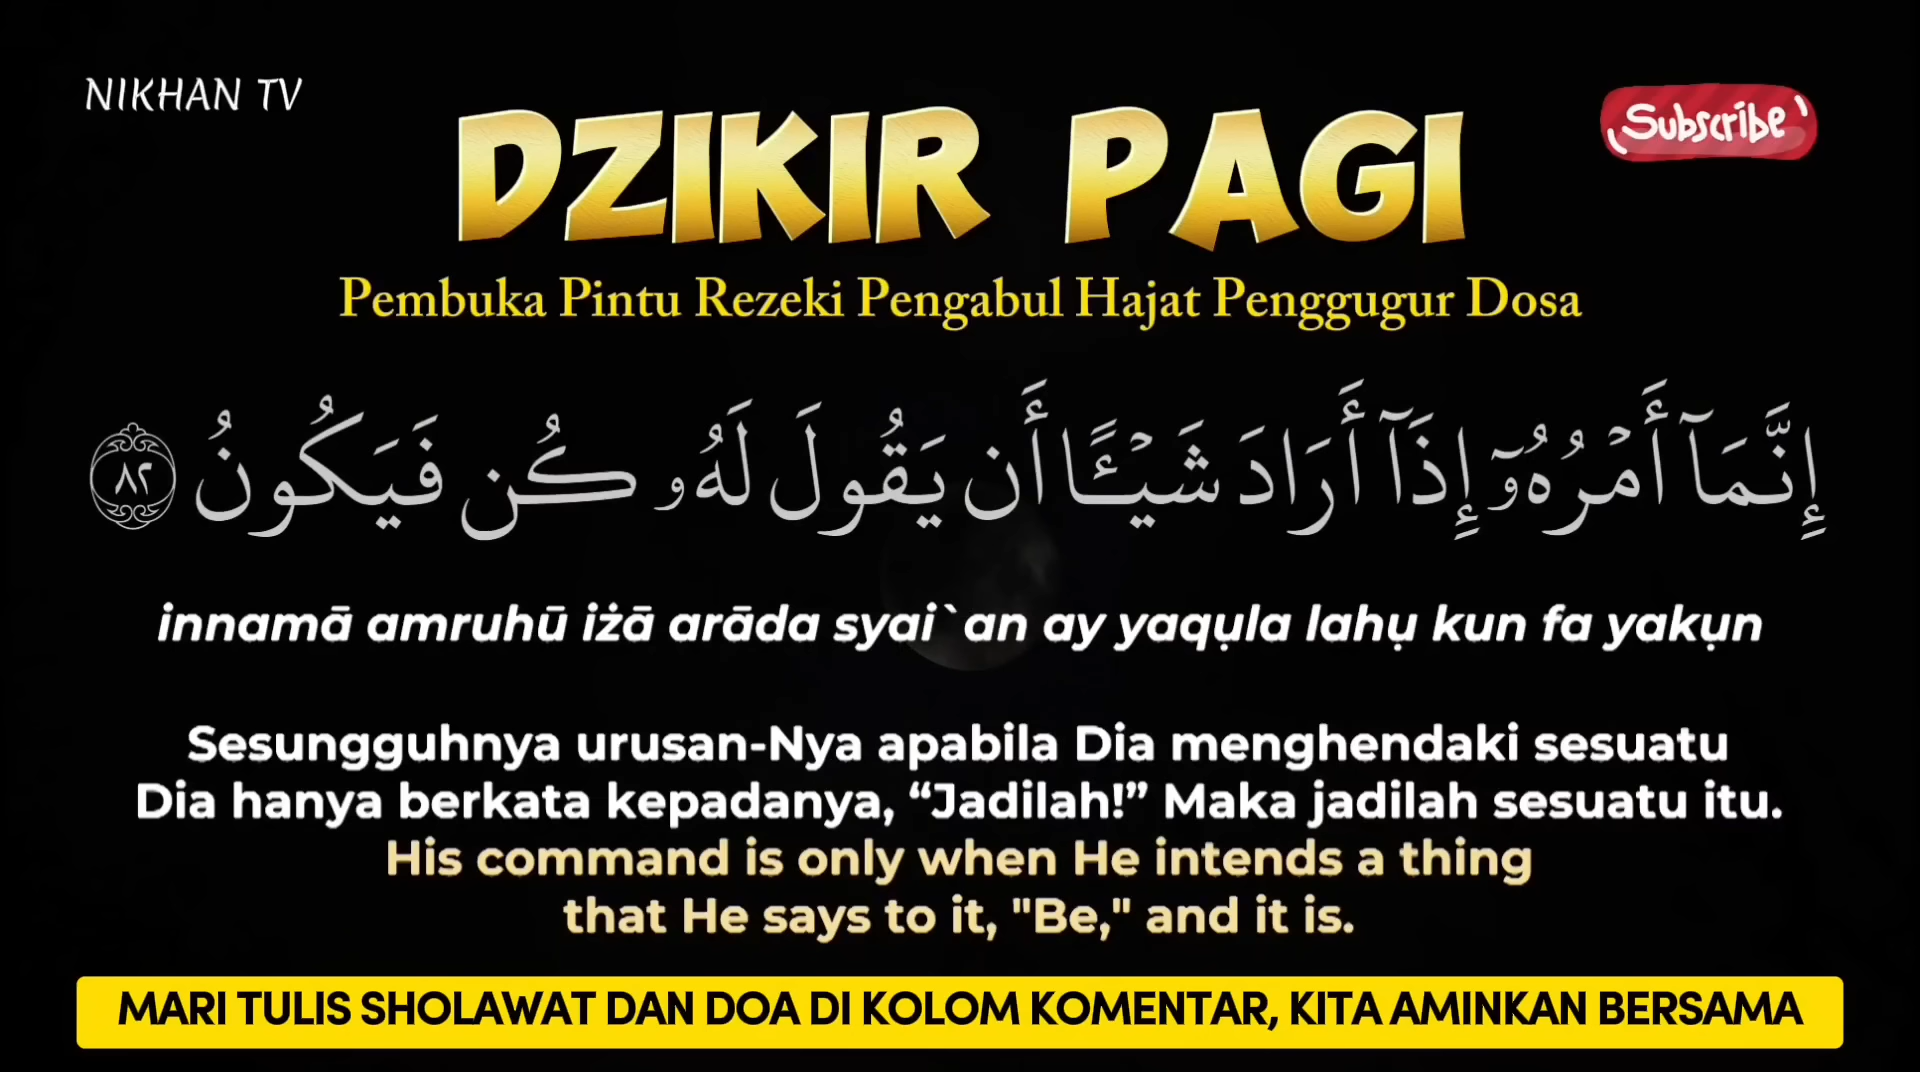 NIKHAN TV
Subscribe
DZIKIR PAGI
Pembuka Pintu Rezeki Pengabul Hajat Penggugur Dosa
إِنَّمَآ أَمْرُهُۥٓ إِذَآ أَرَادَ شَيْـًٔا أَن يَقُولَ لَهُۥ كُن فَيَكُونُ ٨٢
innamā amruhū iżā arāda syai`an ay yaqụla lahụ kun fa yakụn
Sesungguhnya urusan-Nya apabila Dia menghendaki sesuatu
Dia hanya berkata kepadanya, “Jadilah!” Maka jadilah sesuatu itu.
His command is only when He intends a thing
that He says to it, "Be," and it is.
MARI TULIS SHOLAWAT DAN DOA DI KOLOM KOMENTAR, KITA AMINKAN BERSAMA